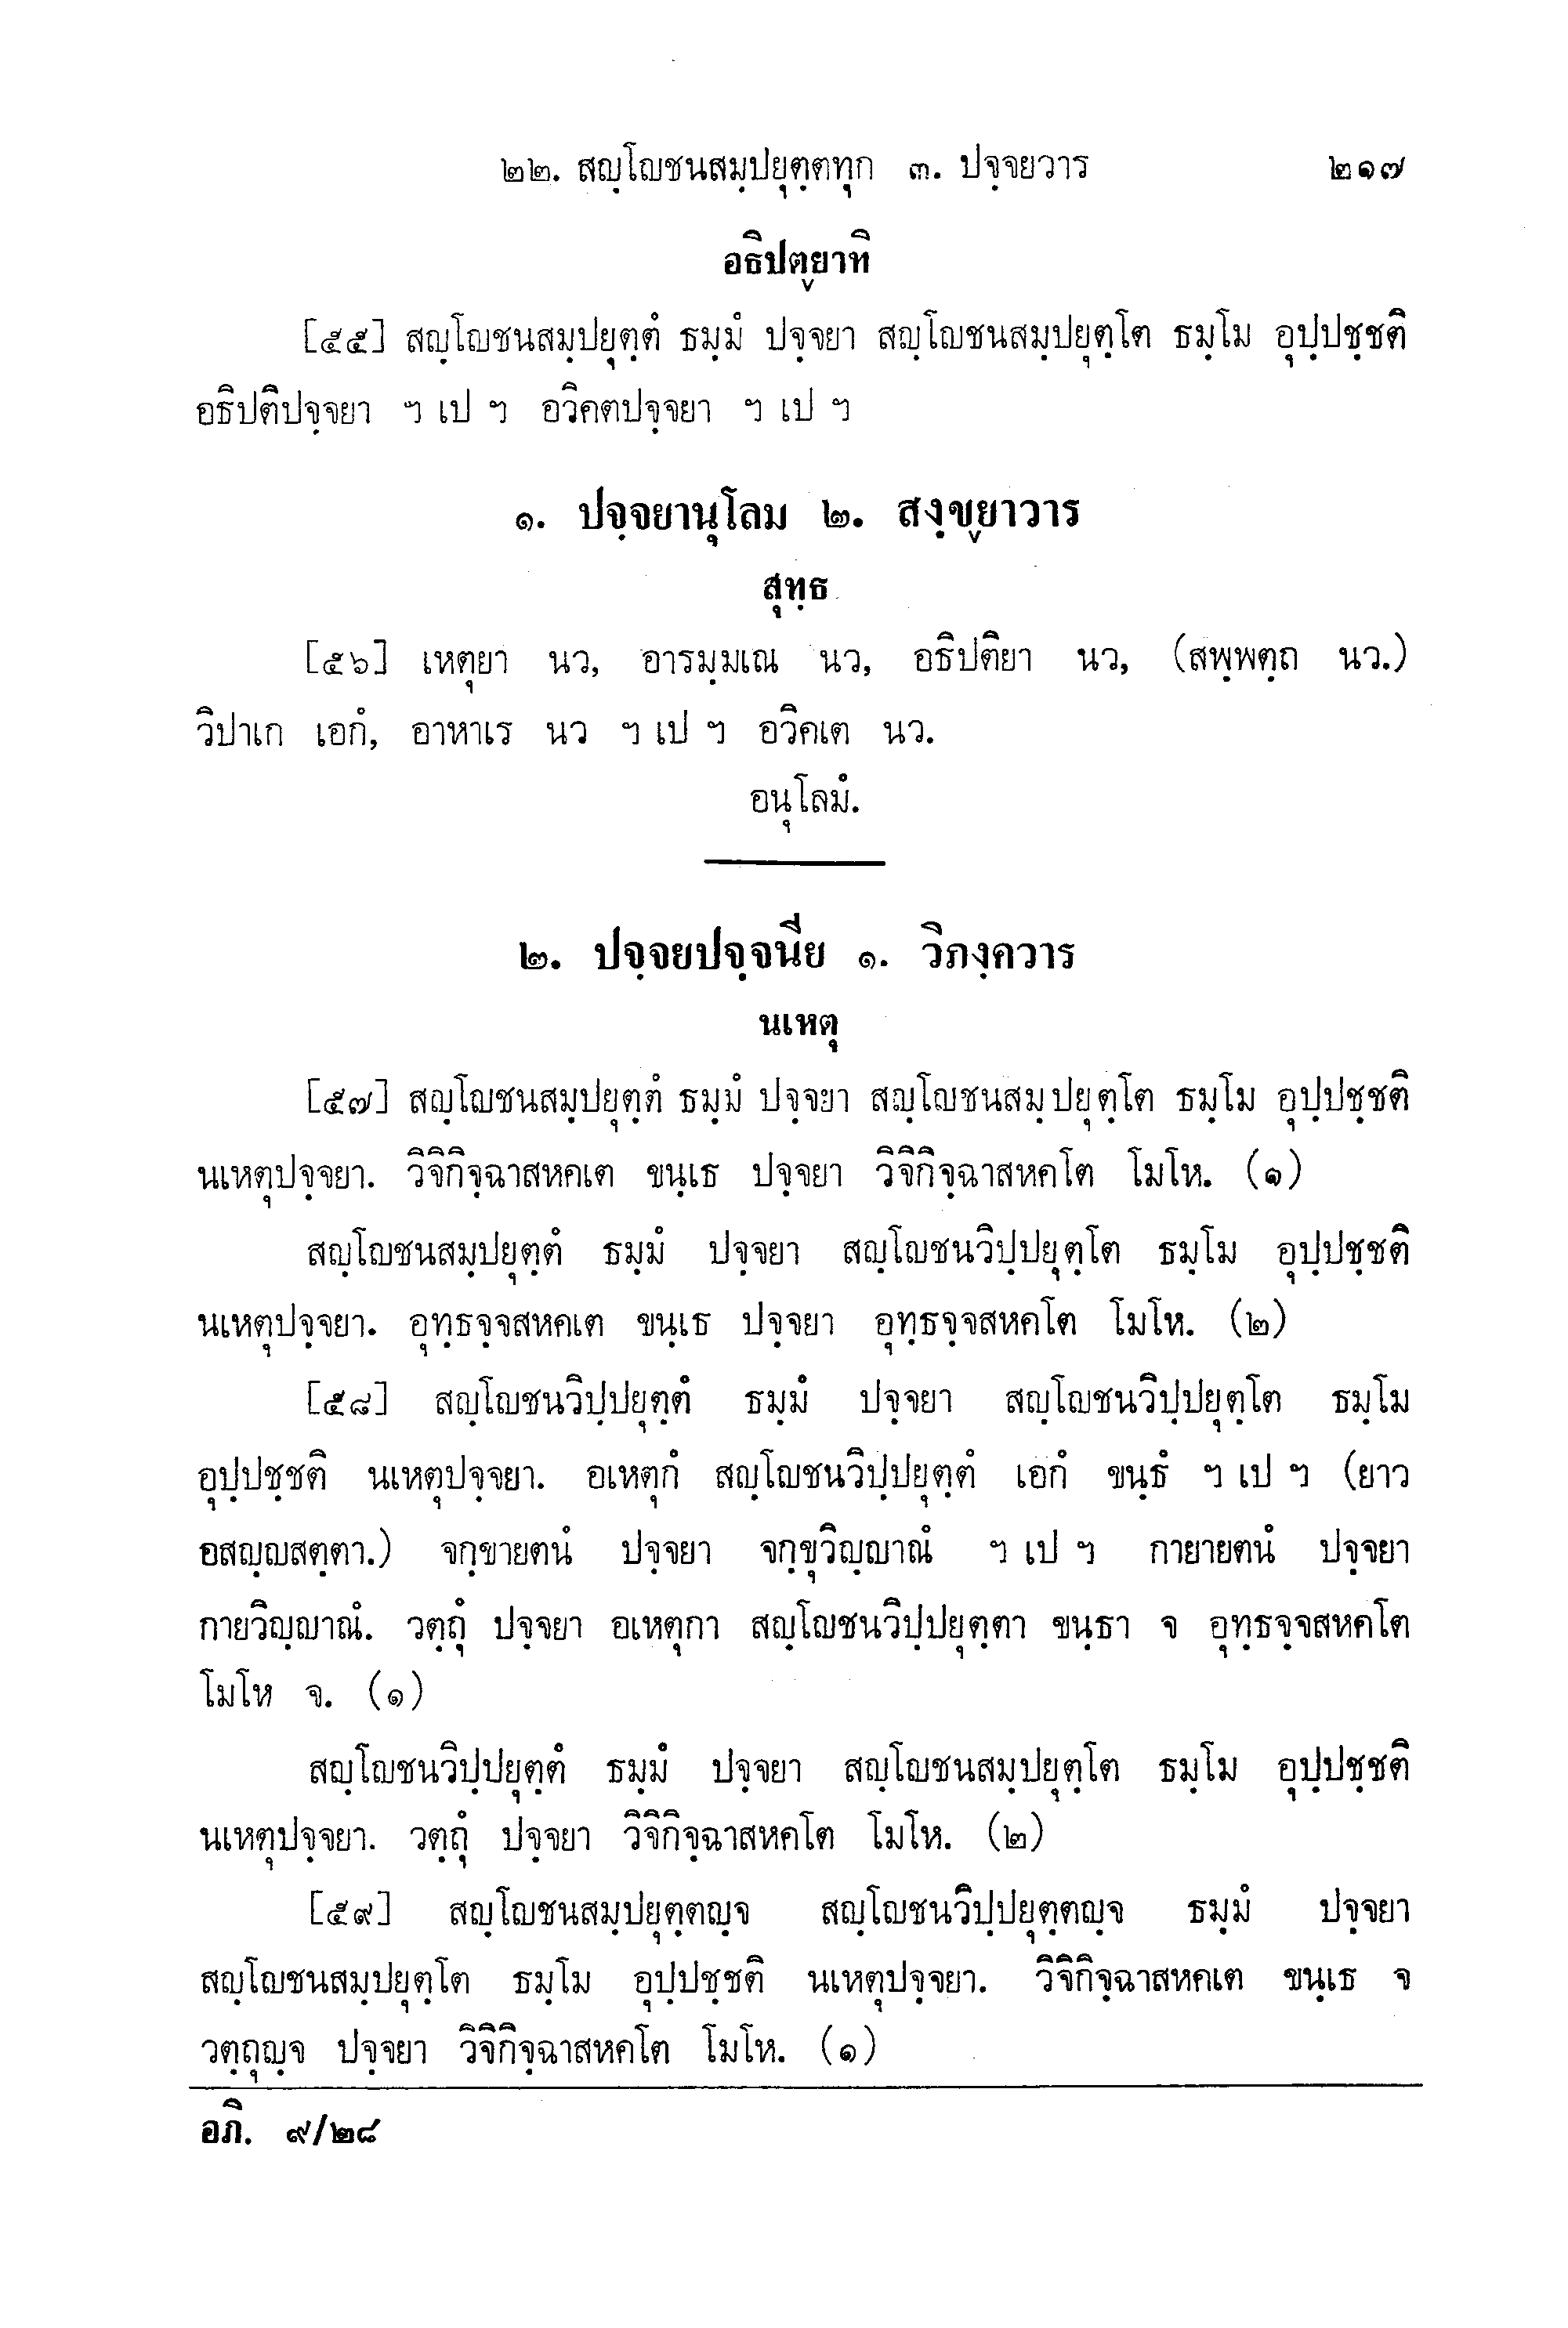 ๒๒. สญฺโญชนสมฺปยุตฺตทุก ๓. ปจฺจยวาร ๒๑๗
อธิปตฺยาทิ
[๕๕] สญฺโญชนสมฺปยุตฺตํ ธมฺมํ ปจฺจยา สญฺโญชนสมฺปยุตฺโต ธมฺโม อุปฺปชฺชติ
อธิปติปจฺจยา ฯ เป ฯ อวิคตปจฺจยา ฯ เป ฯ
๑. ปจฺจยานุโลม ๒. สงฺขฺยาวาร
สุทฺธ
[๕๖] เหตุยา นว, อารมฺมเณ นว, อธิปติยา นว, (สพฺพตฺถ นว.)
วิปาเก เอกํ, อาหาเร นว ฯ เป ฯ อวิคเต นว.
อนุโลมํ.
๒. ปจฺจยปจฺจนีย ๑. วิภงฺควาร
นเหตุ
[๕๗] สญฺโญชนสมฺปยุตฺตํ ธมฺมํ ปจฺจยา สญฺโญชนสมฺปยุตฺโต ธมฺโม อุปฺปชฺชติ
นเหตุปจฺจยา. วิจิกิจฺฉาสหคเต ขนฺเธ ปจฺจยา วิจิกิจฺฉาสหคโต โมโห. (๑)
สญฺโญชนสมฺปยุตฺตํ ธมฺมํ ปจฺจยา สญฺโญชนวิปฺปยุตฺโต ธมฺโม อุปฺปชฺชติ
นเหตุปจฺจยา. อุทฺธจฺจสหคเต ขนฺเธ ปจฺจยา อุทฺธจฺจสหคโต โมโห. (๒)
[๕๘] สญฺโญชนวิปฺปยุตฺตํ ธมฺมํ ปจฺจยา สญฺโญชนวิปฺปยุตฺโต ธมฺโม
อุปฺปชฺชติ นเหตุปจฺจยา. อเหตุกํ สญฺโญชนวิปฺปยุตฺตํ เอกํ ขนฺธํ ฯ เป ฯ (ยาว
อสญฺญสตฺตา.) จกฺขายตนํ ปจฺจยา จกฺขุวิญฺญาณํ ฯ เป ฯ กายายตนํ ปจฺจยา
กายวิญฺญาณํ. วตฺถุํ ปจฺจยา อเหตุกา สญฺโญชนวิปฺปยุตฺตา ขนฺธา จ อุทฺธจฺจสหคโต
โมโห จ. (๑)
สญฺโญชนวิปฺปยุตฺตํ ธมฺมํ ปจฺจยา สญฺโญชนสมฺปยุตฺโต ธมฺโม อุปฺปชฺชติ
นเหตุปจฺจยา. วตฺถุํ ปจฺจยา วิจิกิจฺฉาสหคโต โมโห. (๒)
[๕๙] สญฺโญชนสมฺปยุตฺตญฺจ สญฺโญชนวิปฺปยุตฺตญฺจ ธมฺมํ ปจฺจยา
สญฺโญชนสมฺปยุตฺโต ธมฺโม อุปฺปชฺชติ นเหตุปจฺจยา. วิจิกิจฺฉาสหคเต ขนฺเธ จ
วตฺถุญฺจ ปจฺจยา วิจิกิจฺฉาสหคโต โมโห. (๑)
อภิ. ๙/๒๘